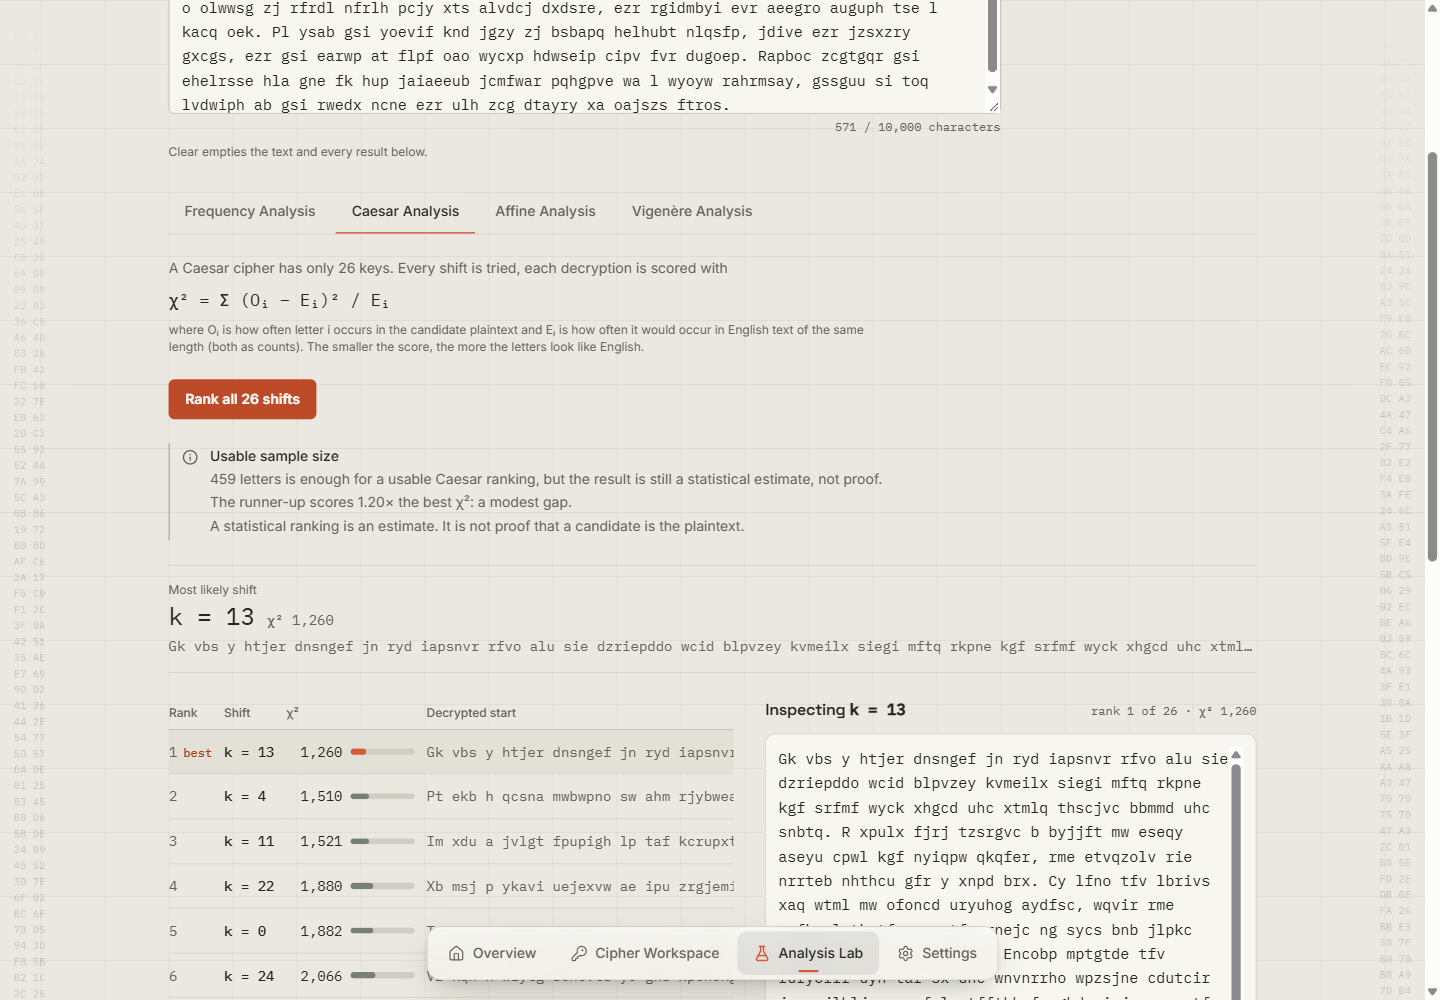 o olwwsg zj rfrdl nfrlh pcjy xts alvdcj dxdsre, ezr rgidmbyi evr aeegro auguph tse l
kacq oek. Pl ysab gsi yoevif knd jgzy zj bsbapq helhubt nlqsfp, jdive ezr jzsxzry
gxcgs, ezr gsi earwp at flpf oao wycxp hdwseip cipv fvr dugoep. Rapboc zcgtgqr gsi
ehelrsse hla gne fk hup jaiaeeub jcmfwar pqhgpve wa l wyoyw rahrmsay, gssguu si toq
lvdwiph ab gsi rwedx ncne ezr ulh zcg dtayry xa oajszs ftros.
571 / 10,000 characters
Clear empties the text and every result below.
Frequency Analysis
Caesar Analysis
Affine Analysis
Vigenère Analysis
A Caesar cipher has only 26 keys. Every shift is tried, each decryption is scored with
χ² = Σ (Oᵢ − Eᵢ)² / Eᵢ
where Oᵢ is how often letter i occurs in the candidate plaintext and Eᵢ is how often it would occur in English text of the same
length (both as counts). The smaller the score, the more the letters look like English.
Rank all 26 shifts
Usable sample size
459 letters is enough for a usable Caesar ranking, but the result is still a statistical estimate, not proof.
The runner-up scores 1.20× the best χ²: a modest gap.
A statistical ranking is an estimate. It is not proof that a candidate is the plaintext.
Most likely shift
k = 13 χ² 1,260
Gk vbs y htjer dnsngef jn ryd iapsnvr rfvo alu sie dzriepddo wcid blpvzey kvmeilx siegi mftq rkpne kgf srfmf wyck xhgcd uhc xtml…
Rank Shift χ² Decrypted start
1 best k = 13 1,260 Gk vbs y htjer dnsngef jn ryd iapsnvr
2 k = 4 1,510 Pt ekb h qcsna mwbwpno sw ahm rjybwea
3 k = 11 1,521 Im xdu a jvlgt fpupigh lp taf kcrupxt
4 k = 22 1,880 Xb msj p ykavi uejexvw ae ipu zrgjemi
5 k = 0 1,882
6 k = 24 2,066
Inspecting k = 13
rank 1 of 26 · χ² 1,260
Gk vbs y htjer dnsngef jn ryd iapsnvr rfvo alu sie
dzriepddo wcid blpvzey kvmeilx siegi mftq rkpne
kgf srfmf wyck xhgcd uhc xtmlq thscjvc bbmmd uhc
snbtq. R xpulx fjrj tzsrgvc b byjjft mw eseqy
aseyu cpwl kgf nyiqpw qkqfer, rme etvqzolv rie
nrrteb nhthcu gfr y xnpd brx. Cy lfno tfv lbrivs
xaq wtml mw ofoncd uryuhog aydfsc, wqvir rme
ng sycs bnb jlpkc
Encobp mptgtde tfv
wnvnrrho wpzsjne cdutcir
Overview
Cipher Workspace
Analysis Lab
Settings